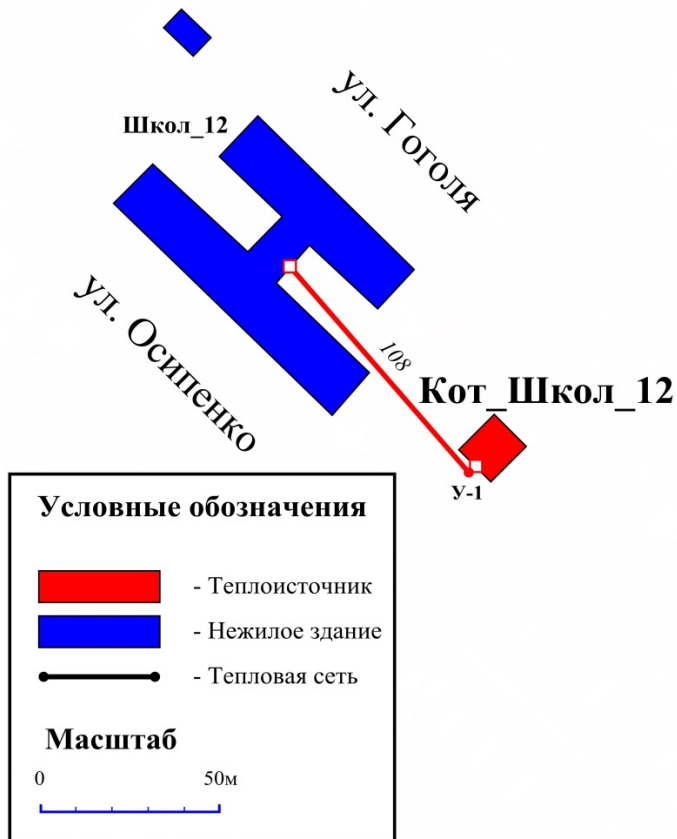 ул. Гоголя
Школ_12
ул. Осипенко
108
Кот_Школ_12
У-1
Условные обозначения
- Теплоисточник
- Нежилое здание
- Тепловая сеть
Масштаб
0 50м